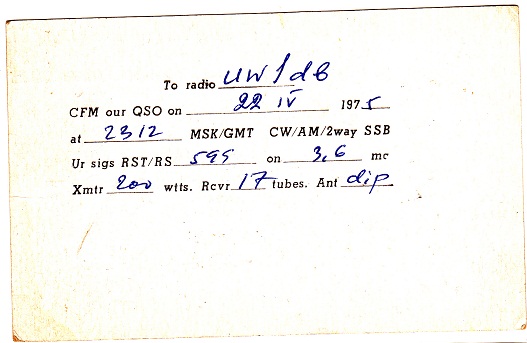 To radio UW1dB
CFM our QSO on 22 IV 1975
at 2312 MSK/GMT CW/AM/2way SSB
Ur sigs RST/RS 599 on 3,6 mc
Xmtr 200 wtts. Rcvr 17 tubes. Ant dip